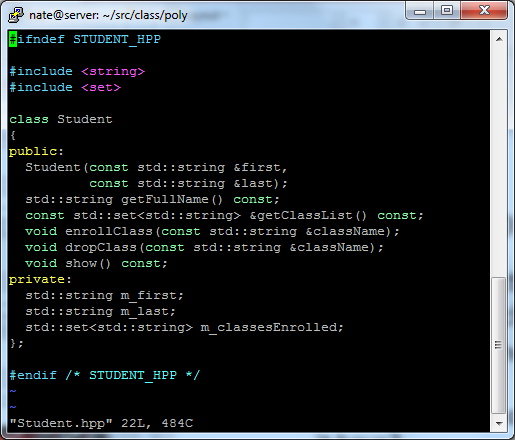 nate@server: ~/src/class/poly
#ifndef STUDENT_HPP
#include <string>
#include <set>
class Student
{
public:
  Student(const std::string &first,
          const std::string &last);
  std::string getFullName() const;
  const std::set<std::string> &getClassList() const;
  void enrollClass(const std::string &className);
  void dropClass(const std::string &className);
  void show() const;
private:
  std::string m_first;
  std::string m_last;
  std::set<std::string> m_classesEnrolled;
};
#endif /* STUDENT_HPP */
~
~
"Student.hpp" 22L, 484C